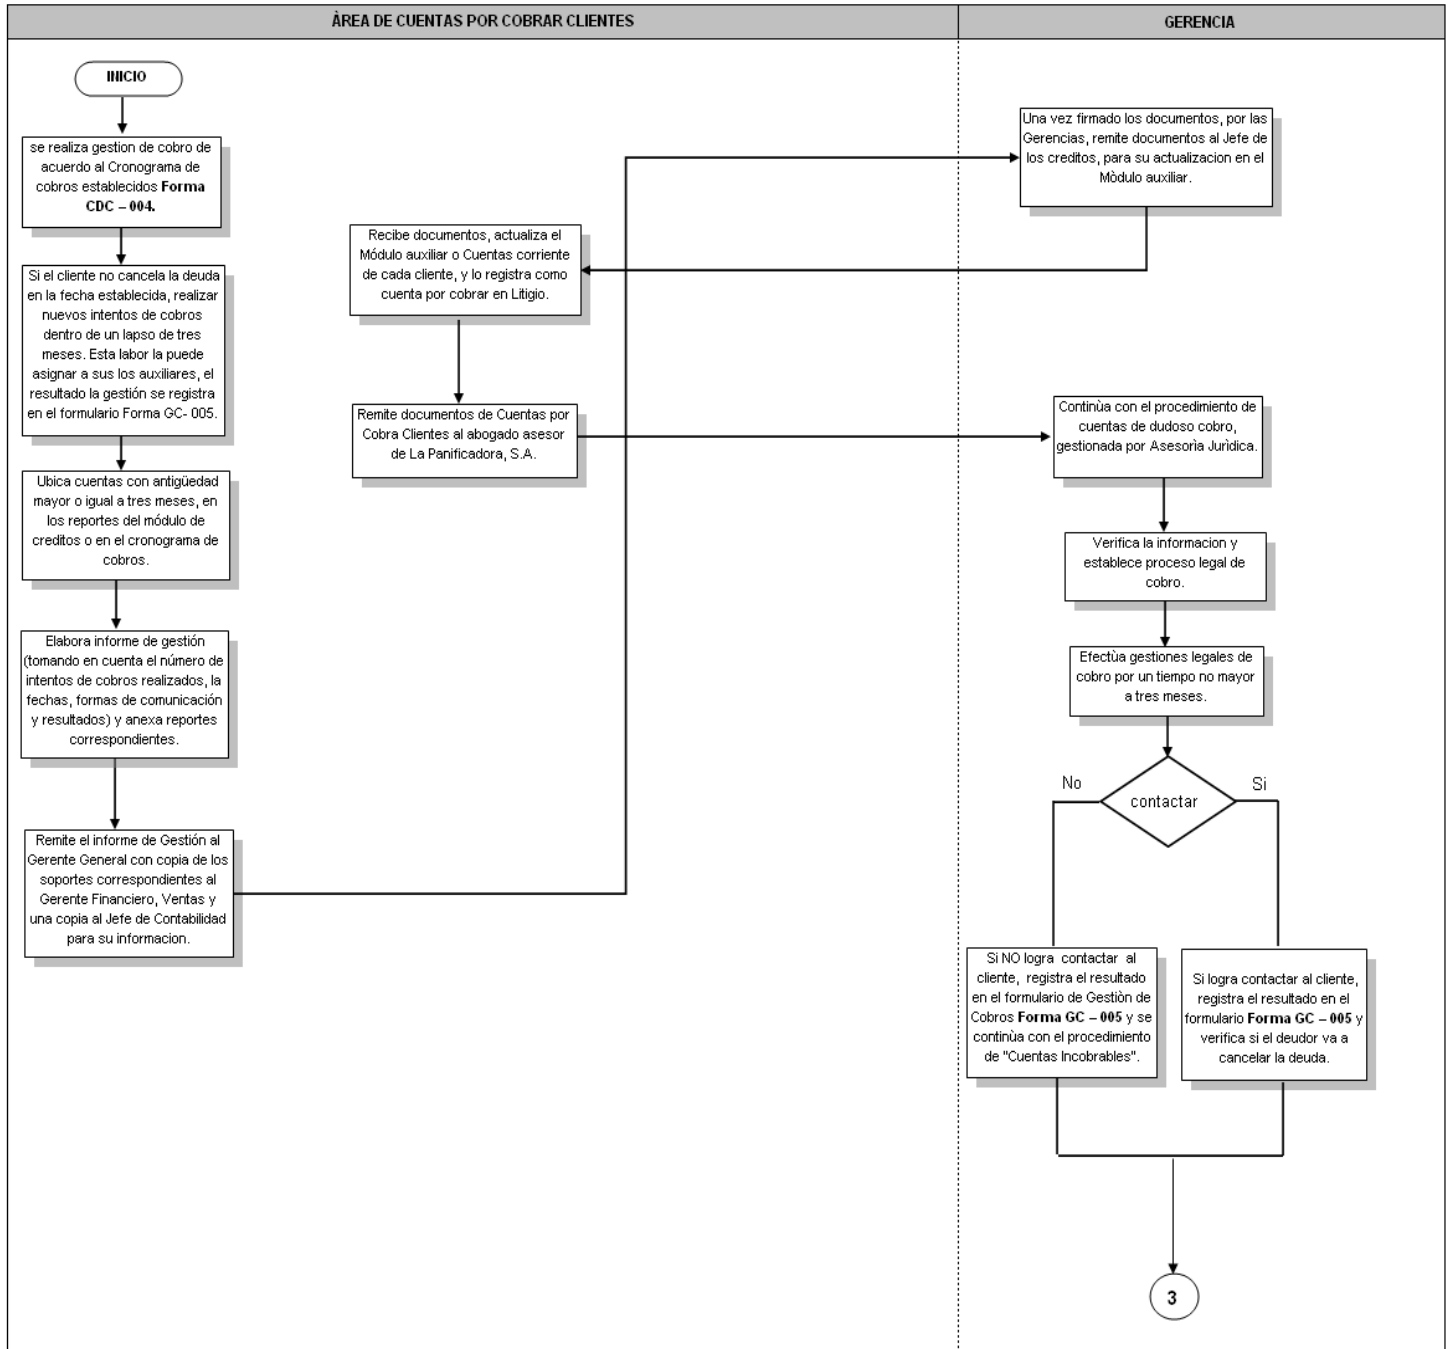 ÀREA DE CUENTAS POR COBRAR CLIENTES
GERENCIA
INICIO
se realiza gestion de cobro de
acuerdo al Cronograma de
cobros establecidos Forma
CDC – 004.
Si el cliente no cancela la deuda
en la fecha establecida, realizar
nuevos intentos de cobros
dentro de un lapso de tres
meses. Esta labor la puede
asignar a sus los auxiliares, el
resultado la gestión se registra
en el formulario Forma GC- 005.
Ubica cuentas con antigüedad
mayor o igual a tres meses, en
los reportes del módulo de
creditos o en el cronograma de
cobros.
Elabora informe de gestión
(tomando en cuenta el número de
intentos de cobros realizados, la
fechas, formas de comunicación
y resultados) y anexa reportes
correspondientes.
Remite el informe de Gestión al
Gerente General con copia de los
soportes correspondientes al
Gerente Financiero, Ventas y
una copia al Jefe de Contabilidad
para su informacion.
Una vez firmado los documentos, por las
Gerencias, remite documentos al Jefe de
los creditos, para su actualizacion en el
Mòdulo auxiliar.
Recibe documentos, actualiza el
Módulo auxiliar o Cuentas corriente
de cada cliente, y lo registra como
cuenta por cobrar en Litigio.
Remite documentos de Cuentas por
Cobra Clientes al abogado asesor
de La Panificadora, S.A.
Continùa con el procedimiento de
cuentas de dudoso cobro,
gestionada por Asesorìa Jurìdica.
Verifica la informacion y
establece proceso legal de
cobro.
Efectùa gestiones legales de
cobro por un tiempo no mayor
a tres meses.
No
contactar
Si
Si NO logra contactar al
cliente, registra el resultado
en el formulario de Gestiòn de
Cobros Forma GC – 005 y se
continùa con el procedimiento
de "Cuentas Incobrables".
Si logra contactar al cliente,
registra el resultado en el
formulario Forma GC – 005 y
verifica si el deudor va a
cancelar la deuda.
3